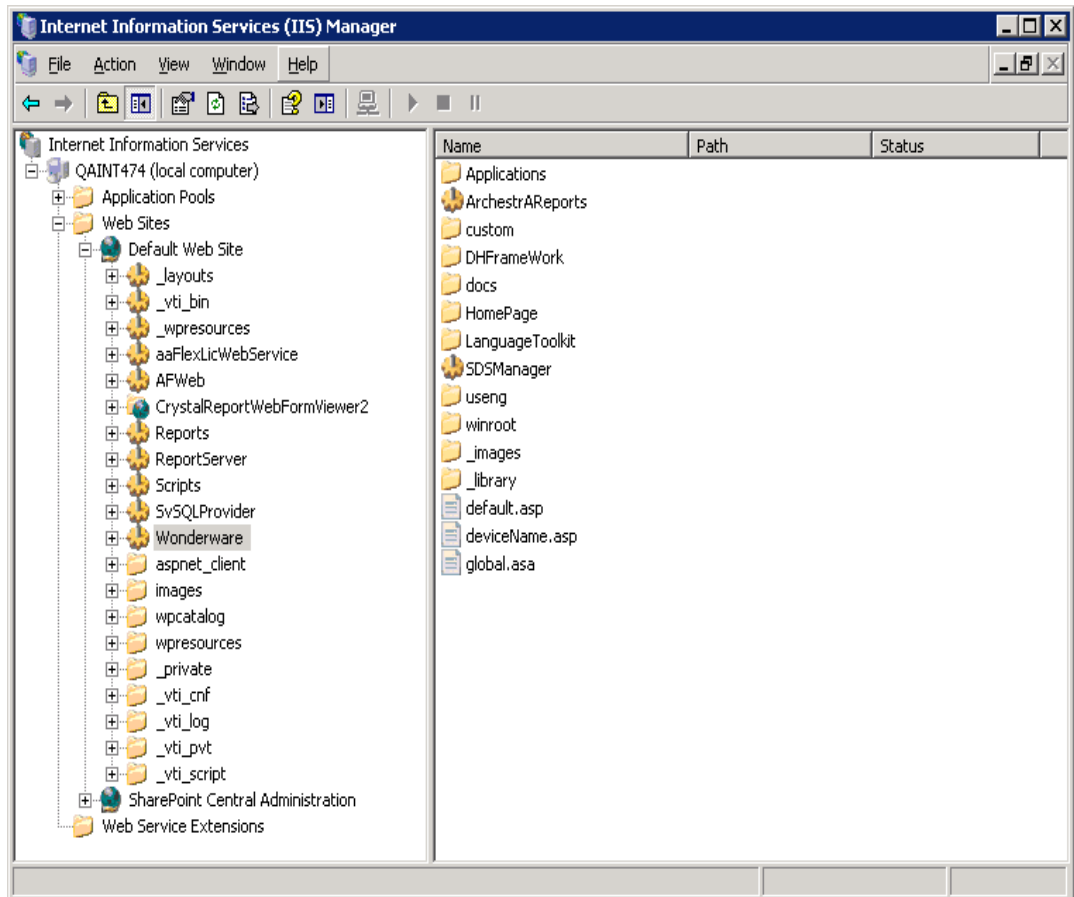 Internet Information Services (IIS) Manager
File Action View Window Help
Internet Information Services
QAINT474 (local computer)
Application Pools
Web Sites
Default Web Site
_layouts
_vti_bin
_wpresources
aaFlexLicWebService
AFWeb
CrystalReportWebFormViewer2
Reports
ReportServer
Scripts
SvSQLProvider
Wonderware
aspnet_client
images
wpcatalog
wpresources
_private
_vti_cnf
_vti_log
_vti_pvt
_vti_script
SharePoint Central Administration
Web Service Extensions
Name Path Status
Applications
ArchestrAReports
custom
DHFrameWork
docs
HomePage
LanguageToolkit
SDSManager
useng
winroot
_images
_library
default.asp
deviceName.asp
global.asa